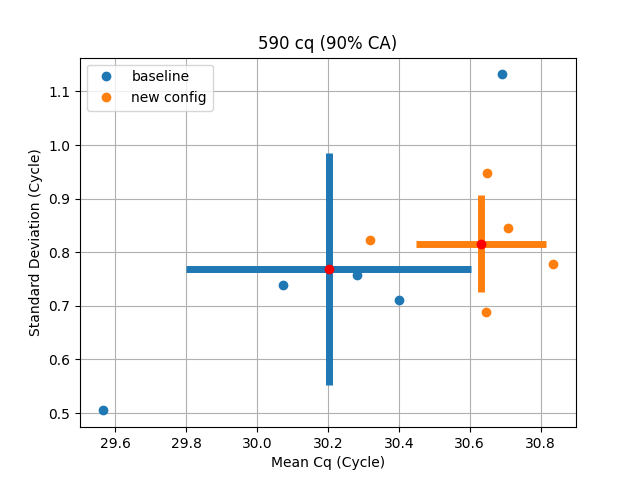 590 cq (90% CA)
baseline
new config
Standard Deviation (Cycle)
1.1
1.0
0.9
0.8
0.7
0.6
0.5
29.6 29.8 30.0 30.2 30.4 30.6 30.8
Mean Cq (Cycle)